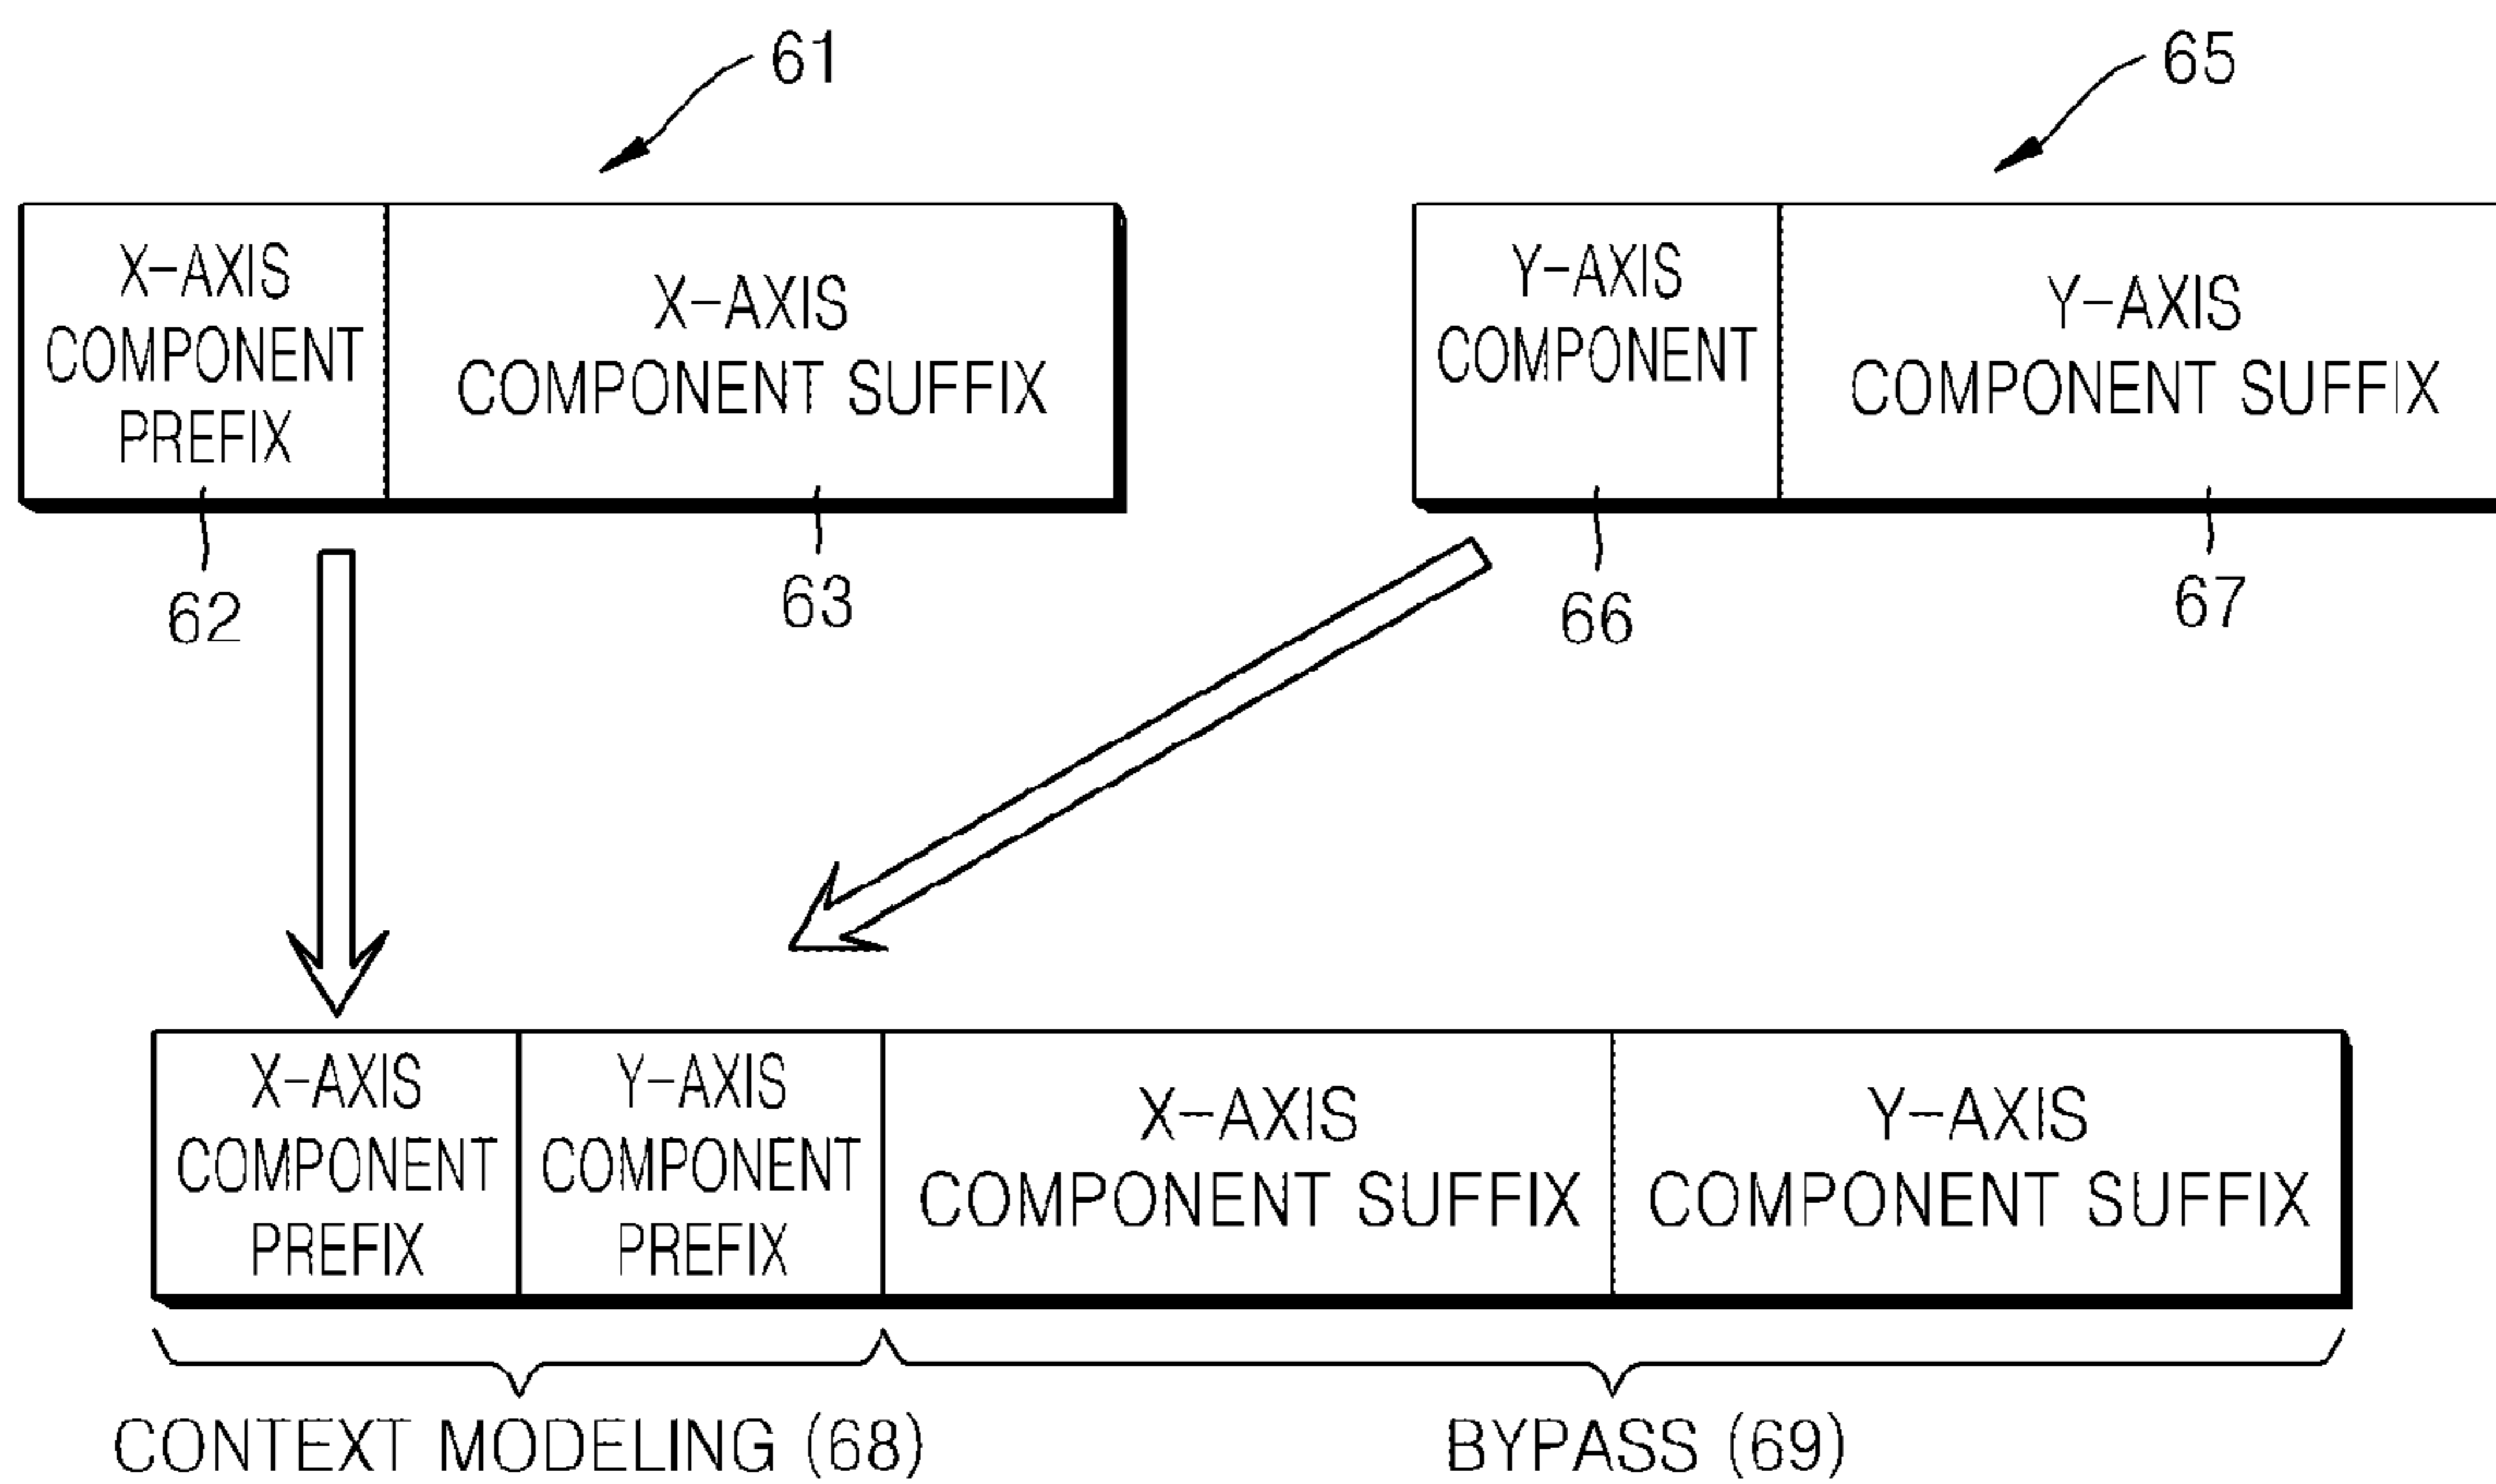 61
65
X-AXIS
COMPONENT
PREFIX
X-AXIS
COMPONENT SUFFIX
Y-AXIS
COMPONENT
Y-AXIS
COMPONENT SUFFIX
62
63
66
67
X-AXIS
COMPONENT
PREFIX
Y-AXIS
COMPONENT
PREFIX
X-AXIS
COMPONENT SUFFIX
Y-AXIS
COMPONENT SUFFIX
CONTEXT MODELING (68)
BYPASS (69)